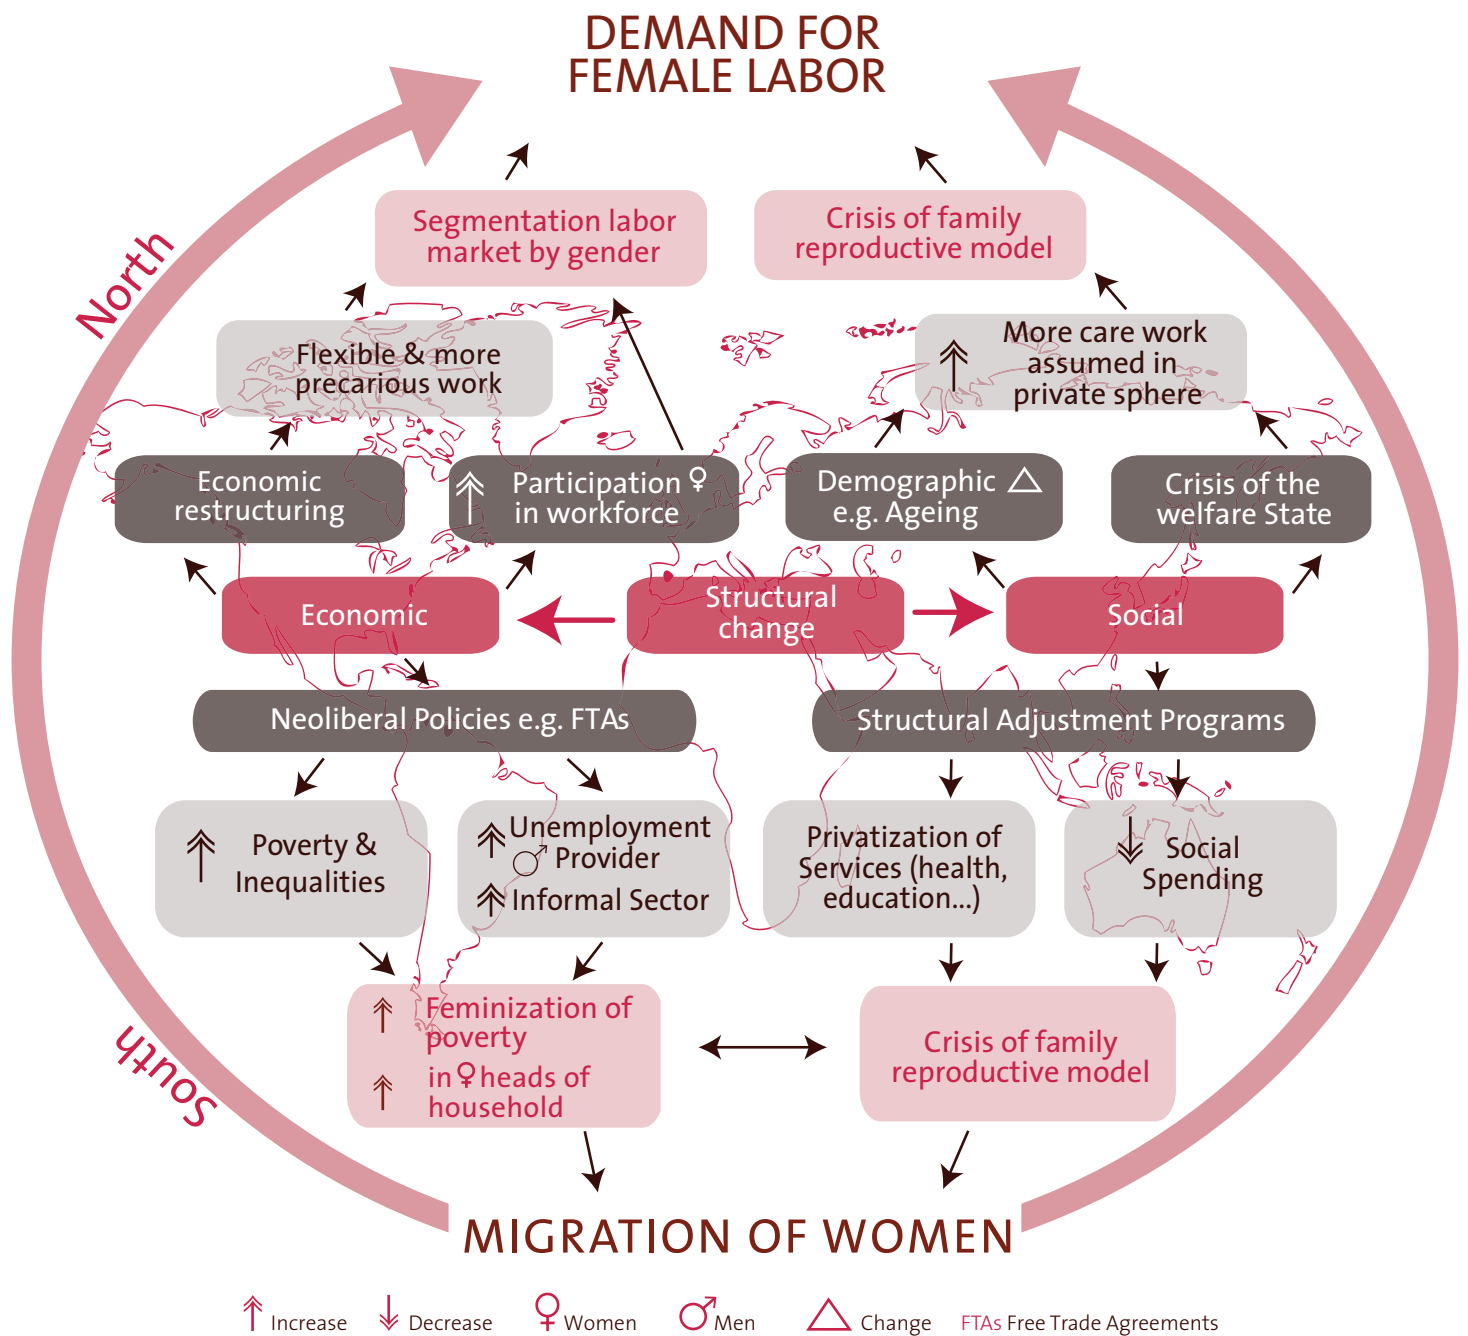 DEMAND FOR
FEMALE LABOR
North
Segmentation labor
market by gender
Crisis of family
reproductive model
Flexible & more
precarious work
More care work
assumed in
private sphere
Economic
restructuring
Participation ♀
in workforce
Demographic △
e.g. Ageing
Crisis of the
welfare State
Economic
Structural
change
Social
Neoliberal Policies e.g. FTAs
Structural Adjustment Programs
Poverty &
Inequalities
Unemployment
♂ Provider
Informal Sector
Privatization of
Services (health,
education...)
Social
Spending
South
Feminization of
poverty
in ♀ heads of
household
Crisis of family
reproductive model
MIGRATION OF WOMEN
Increase
Decrease
♀ Women
♂ Men
△ Change
FTAs Free Trade Agreements